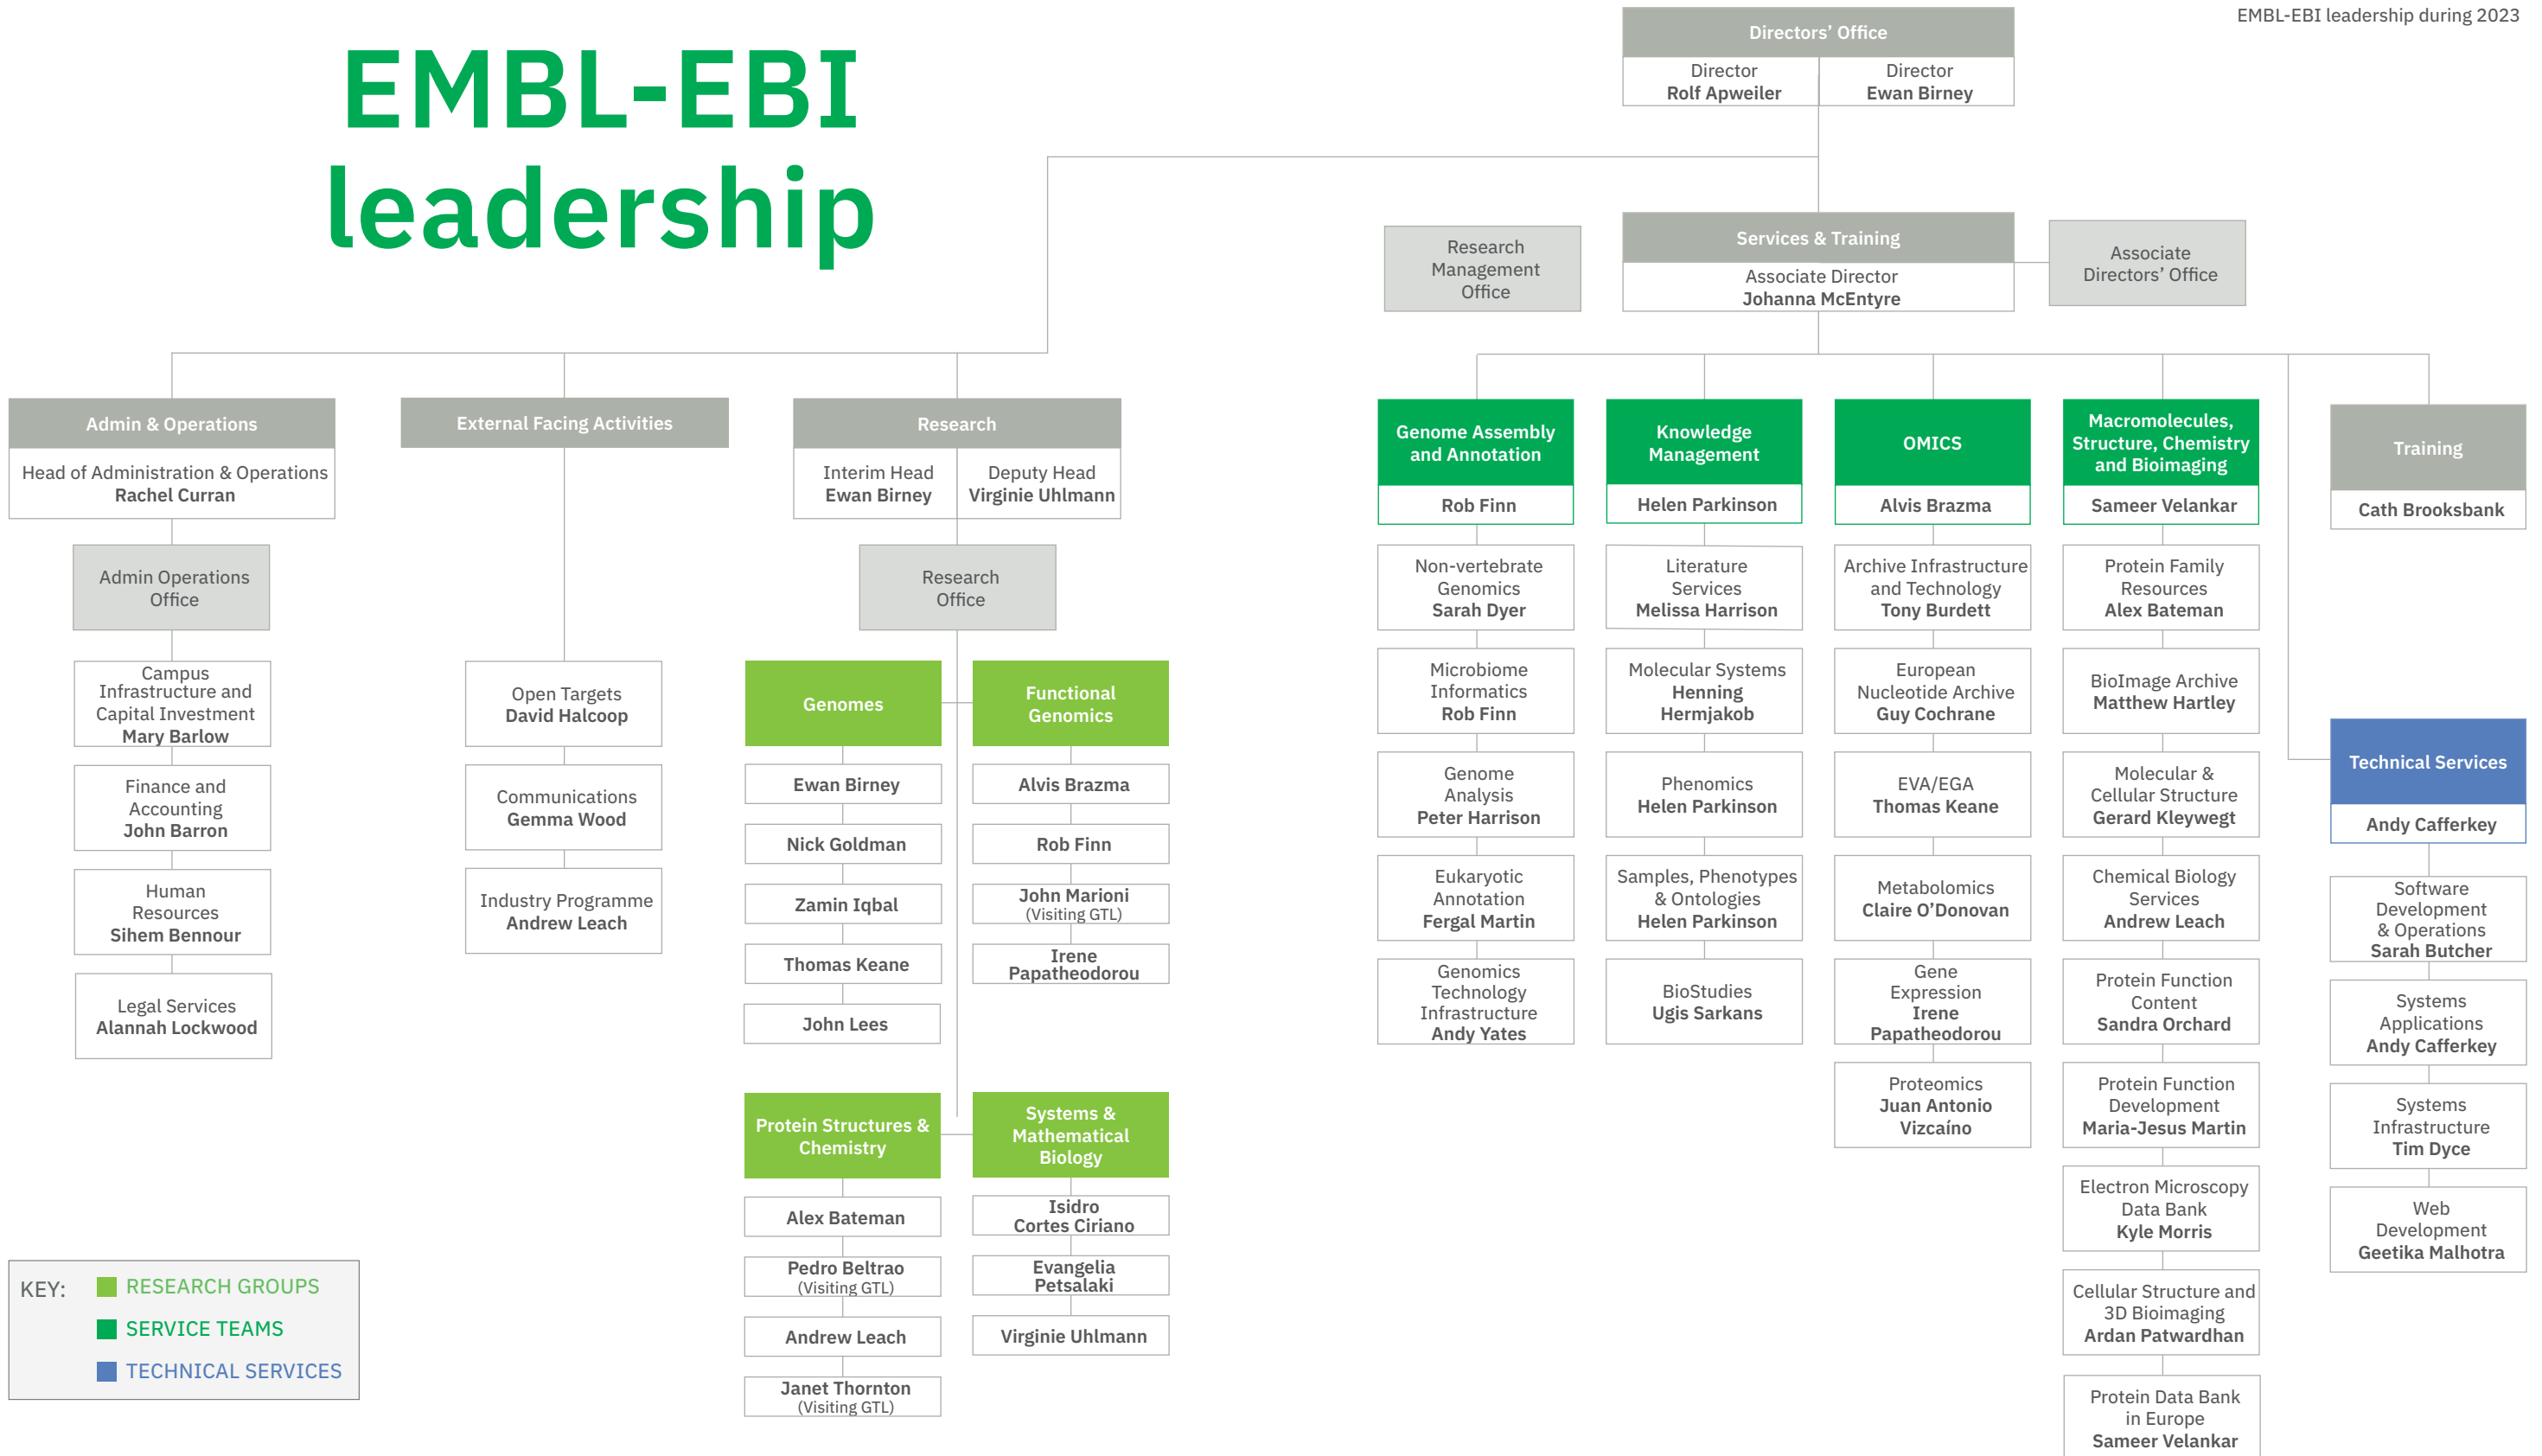 EMBL-EBI leadership during 2023
EMBL-EBI
leadership
Directors’ Office
Director
Rolf Apweiler
Director
Ewan Birney
Research
Management
Office
Services & Training
Associate Director
Johanna McEntyre
Associate
Directors’ Office
Admin & Operations
Head of Administration & Operations
Rachel Curran
Admin Operations
Office
Campus
Infrastructure and
Capital Investment
Mary Barlow
Finance and
Accounting
John Barron
Human
Resources
Sihem Bennour
Legal Services
Alannah Lockwood
External Facing Activities
Open Targets
David Halcoop
Communications
Gemma Wood
Industry Programme
Andrew Leach
Research
Interim Head
Ewan Birney
Deputy Head
Virginie Uhlmann
Research
Office
Genomes
Ewan Birney
Nick Goldman
Zamin Iqbal
Thomas Keane
John Lees
Functional
Genomics
Alvis Brazma
Rob Finn
John Marioni
(Visiting GTL)
Irene
Papatheodorou
Protein Structures &
Chemistry
Alex Bateman
Pedro Beltrao
(Visiting GTL)
Andrew Leach
Janet Thornton
(Visiting GTL)
Systems &
Mathematical
Biology
Isidro
Cortes Ciriano
Evangelia
Petsalaki
Virginie Uhlmann
Genome Assembly
and Annotation
Rob Finn
Non-vertebrate
Genomics
Sarah Dyer
Microbiome
Informatics
Rob Finn
Genome
Analysis
Peter Harrison
Eukaryotic
Annotation
Fergal Martin
Genomics
Technology
Infrastructure
Andy Yates
Knowledge
Management
Helen Parkinson
Literature
Services
Melissa Harrison
Molecular Systems
Henning
Hermjakob
Phenomics
Helen Parkinson
Samples, Phenotypes
& Ontologies
Helen Parkinson
BioStudies
Ugis Sarkans
OMICS
Alvis Brazma
Archive Infrastructure
and Technology
Tony Burdett
European
Nucleotide Archive
Guy Cochrane
EVA/EGA
Thomas Keane
Metabolomics
Claire O’Donovan
Gene
Expression
Irene
Papatheodorou
Proteomics
Juan Antonio
Vizcaíno
Macromolecules,
Structure, Chemistry
and Bioimaging
Sameer Velankar
Protein Family
Resources
Alex Bateman
BioImage Archive
Matthew Hartley
Molecular &
Cellular Structure
Gerard Kleywegt
Chemical Biology
Services
Andrew Leach
Protein Function
Content
Sandra Orchard
Protein Function
Development
Maria-Jesus Martin
Electron Microscopy
Data Bank
Kyle Morris
Cellular Structure and
3D Bioimaging
Ardan Patwardhan
Protein Data Bank
in Europe
Sameer Velankar
Training
Cath Brooksbank
Technical Services
Andy Cafferkey
Software
Development
& Operations
Sarah Butcher
Systems
Applications
Andy Cafferkey
Systems
Infrastructure
Tim Dyce
Web
Development
Geetika Malhotra
KEY:
RESEARCH GROUPS
SERVICE TEAMS
TECHNICAL SERVICES